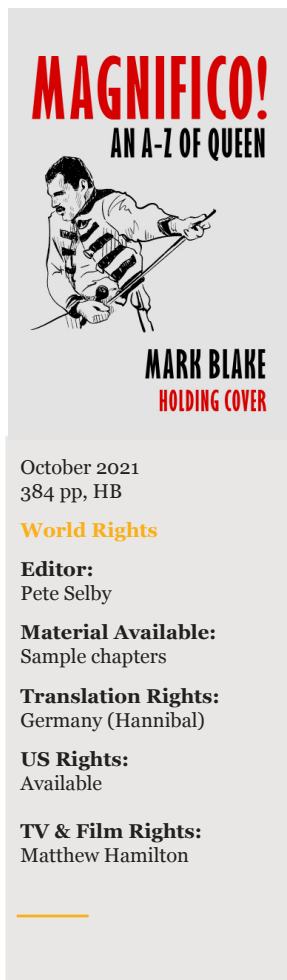 MAGNIFICO!
AN A-Z OF QUEEN
MARK BLAKE
HOLDING COVER
October 2021
384 pp, HB
World Rights
Editor:
Pete Selby
Material Available:
Sample chapters
Translation Rights:
Germany (Hannibal)
US Rights:
Available
TV & Film Rights:
Matthew Hamilton